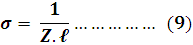 σ = 1 / Z.ℓ … … … … … (9)